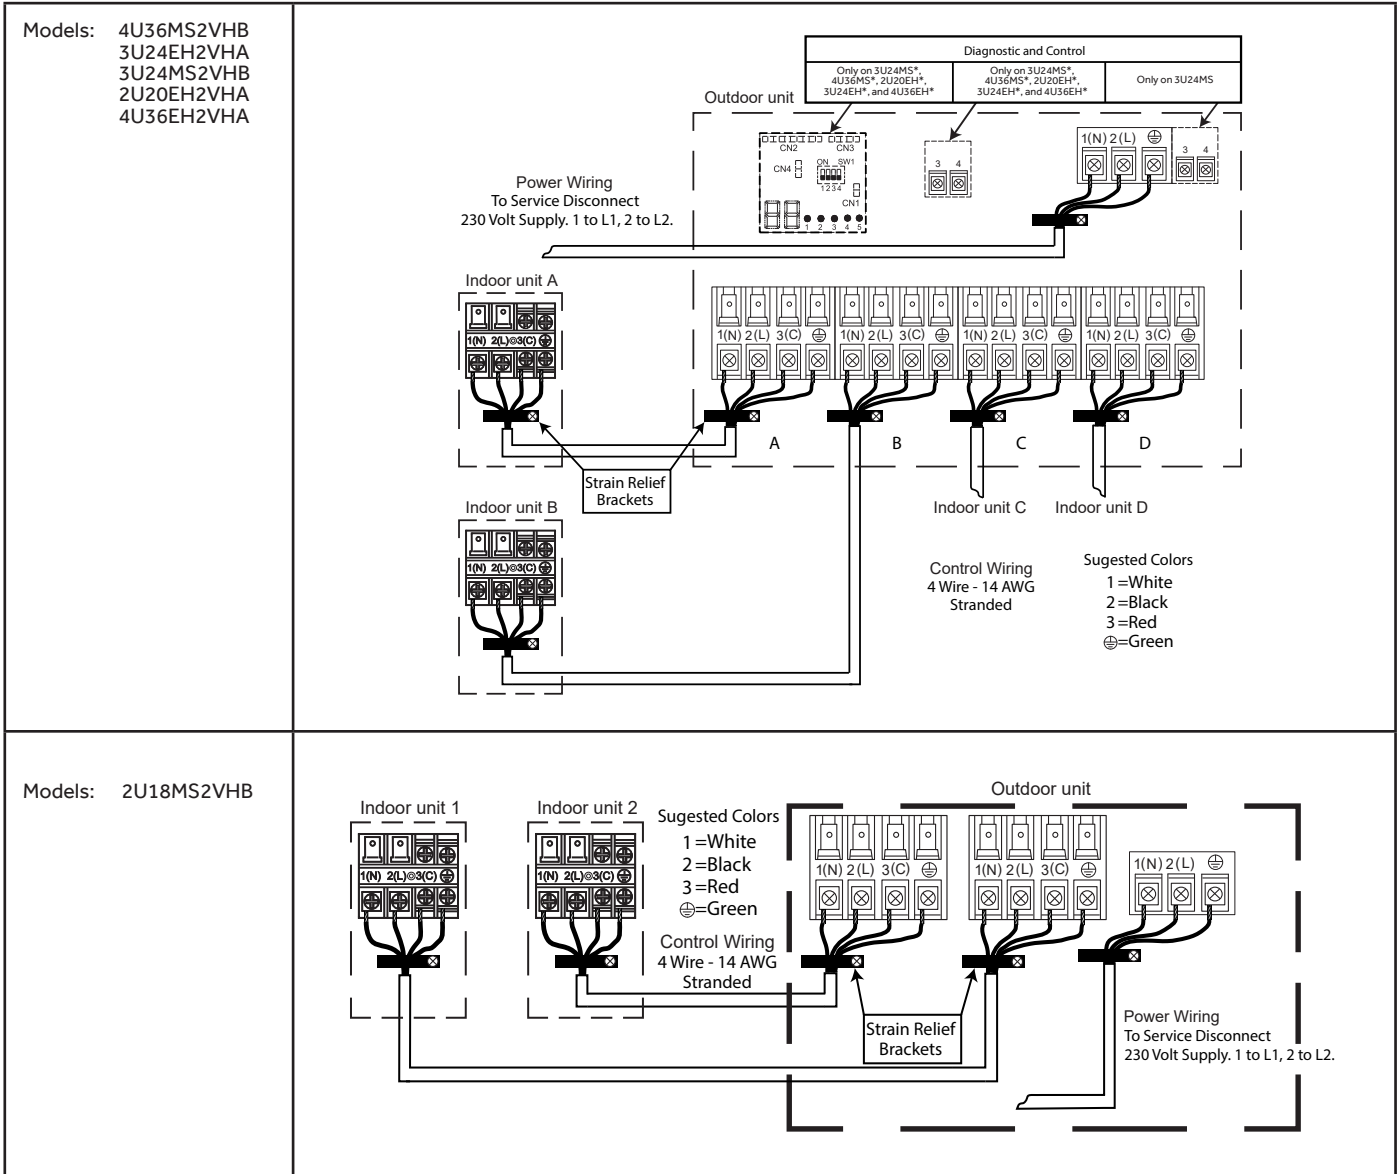 Models: 4U36MS2VHB
3U24EH2VHA
3U24MS2VHB
2U20EH2VHA
4U36EH2VHA
Diagnostic and Control
Only on 3U24MS*,
4U36MS*, 2U20EH*,
3U24EH*, and 4U36EH*
Only on 3U24MS*,
4U36MS*, 2U20EH*,
3U24EH*, and 4U36EH*
Only on 3U24MS
Outdoor unit
CN2 CN3
CN4 ON SW1
1 2 3 4
CN1
1 2 3 4 5
3 4
1(N) 2(L)
3 4
Power Wiring
To Service Disconnect
230 Volt Supply. 1 to L1, 2 to L2.
Indoor unit A
1(N) 2(L) 3(C)
1(N) 2(L) 3(C)
1(N) 2(L) 3(C)
1(N) 2(L) 3(C)
1(N) 2(L) 3(C)
A B C D
Strain Relief
Brackets
Indoor unit B
1(N) 2(L) 3(C)
Indoor unit C Indoor unit D
Control Wiring
4 Wire - 14 AWG
Stranded
Sugested Colors
1 =White
2 =Black
3 =Red
⏚=Green
Models: 2U18MS2VHB
Indoor unit 1
1(N) 2(L) 3(C)
Indoor unit 2
1(N) 2(L) 3(C)
Sugested Colors
1 =White
2 =Black
3 =Red
⏚=Green
Control Wiring
4 Wire - 14 AWG
Stranded
Outdoor unit
1(N) 2(L) 3(C)
1(N) 2(L) 3(C)
1(N) 2(L)
Strain Relief
Brackets
Power Wiring
To Service Disconnect
230 Volt Supply. 1 to L1, 2 to L2.